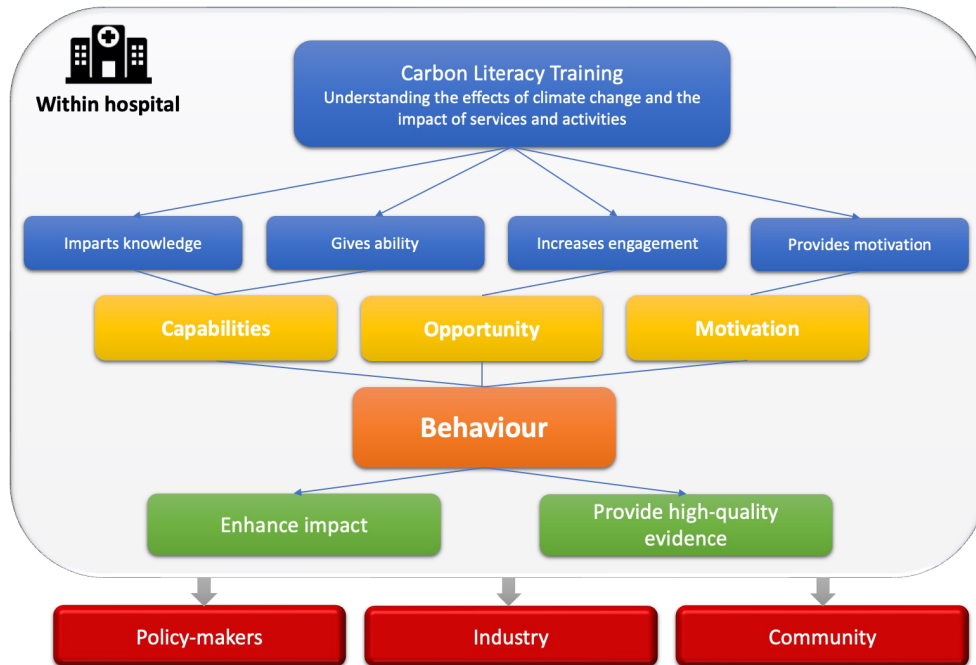 Within hospital
Carbon Literacy Training
Understanding the effects of climate change and the
impact of services and activities
Imparts knowledge
Gives ability
Increases engagement
Provides motivation
Capabilities
Opportunity
Motivation
Behaviour
Enhance impact
Provide high-quality
evidence
Policy-makers
Industry
Community